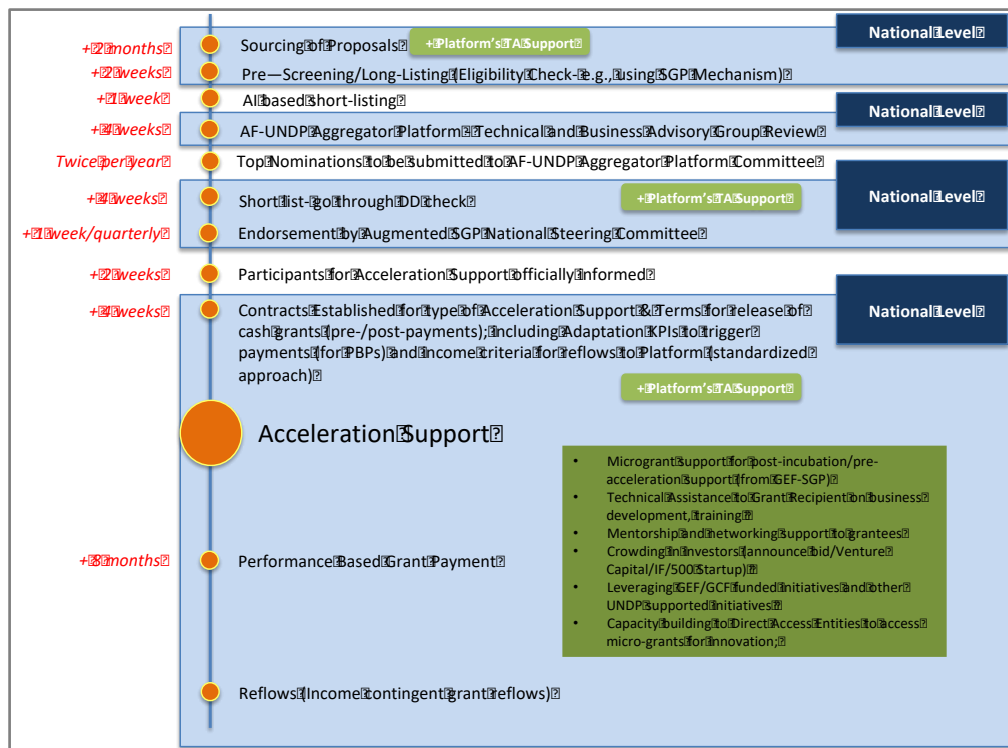 National Level
+ 2 months
Sourcing of Proposals
+ Platform's TA Support
+ 2 weeks
Pre—Screening/Long-Listing (Eligibility Check- e.g., using SGP Mechanism)
+ 1 week
AI based short-listing
National Level
+ 4 weeks
AF-UNDP Aggregator Platform Technical and Business Advisory Group Review
Twice per year
Top Nominations to be submitted to AF-UNDP Aggregator Platform Committee
National Level
+ 4 weeks
Short list- go through DD check
+ Platform's TA Support
+ 1 week/quarterly
Endorsement by Augmented SGP National Steering Committee
+ 2 weeks
Participants for Acceleration Support officially informed
National Level
+ 4 weeks
Contracts Established for type of Acceleration Support & Terms for release of
cash grants (pre-/post-payments); including Adaptation KPIs to trigger
payments (for PBPs) and income criteria for reflows to Platform (standardized
approach)
+ Platform's TA Support
Acceleration Support
• Microgrant support for post-incubation/pre-
acceleration support (from GEF-SGP)
• Technical Assistance to Grant Recipient on business
development, training
• Mentorship and networking support to grantees
• Crowding in investors (announce bid/Venture
Capital/IF/500 Startup)
• Leveraging GEF/GCF funded initiatives and other
UNDP supported initiatives
• Capacity building to Direct Access Entities to access
micro-grants for innovation;
+ 8 months
Performance Based Grant Payment
Reflows (Income contingent grant reflows)